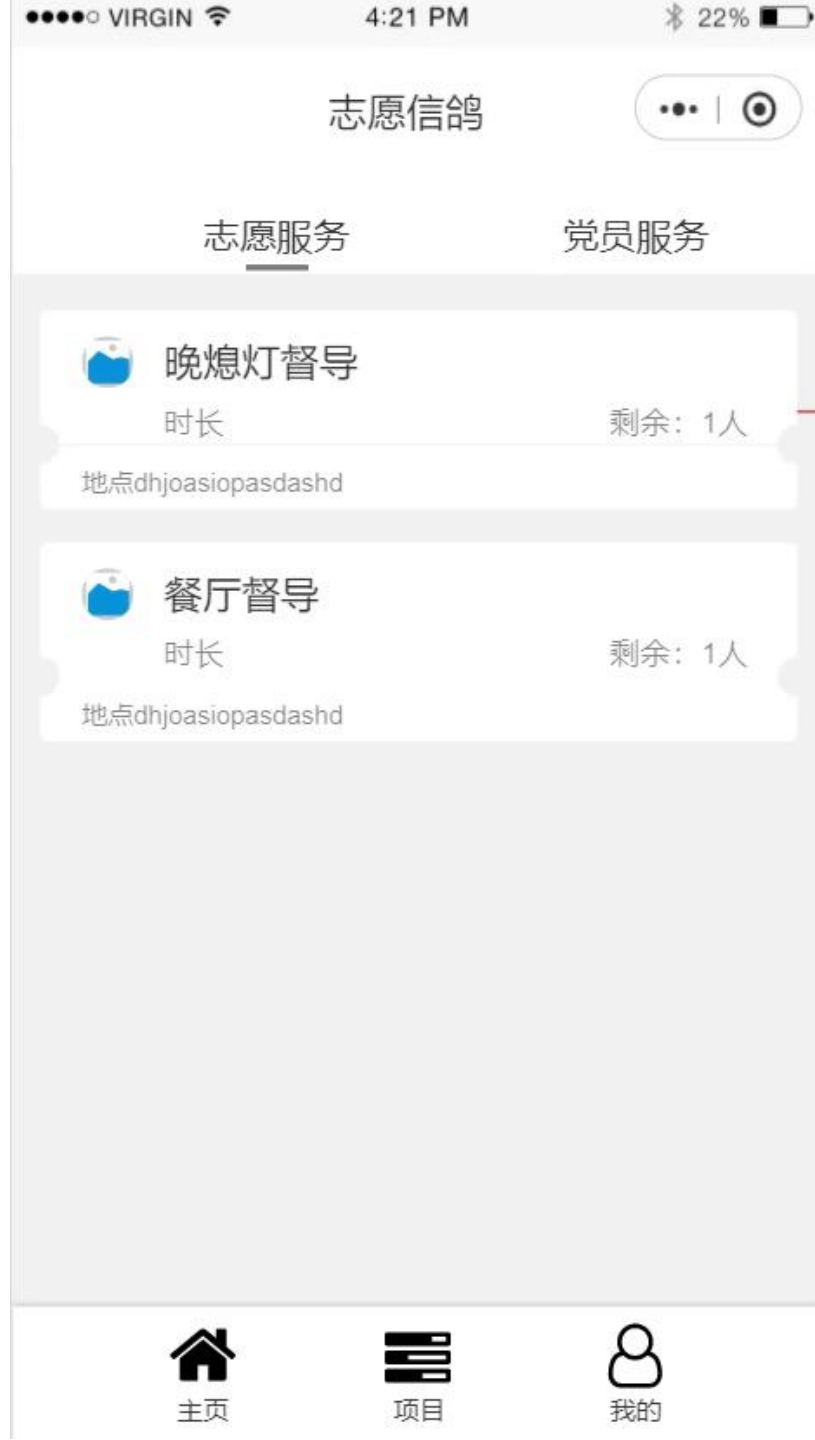 VIRGIN 4:21 PM 22%
志愿信鸽
志愿服务 党员服务
晚熄灯督导
时长 剩余：1人
地点dhjoasiopasdashd
餐厅督导
时长 剩余：1人
地点dhjoasiopasdashd
主页 项目 我的